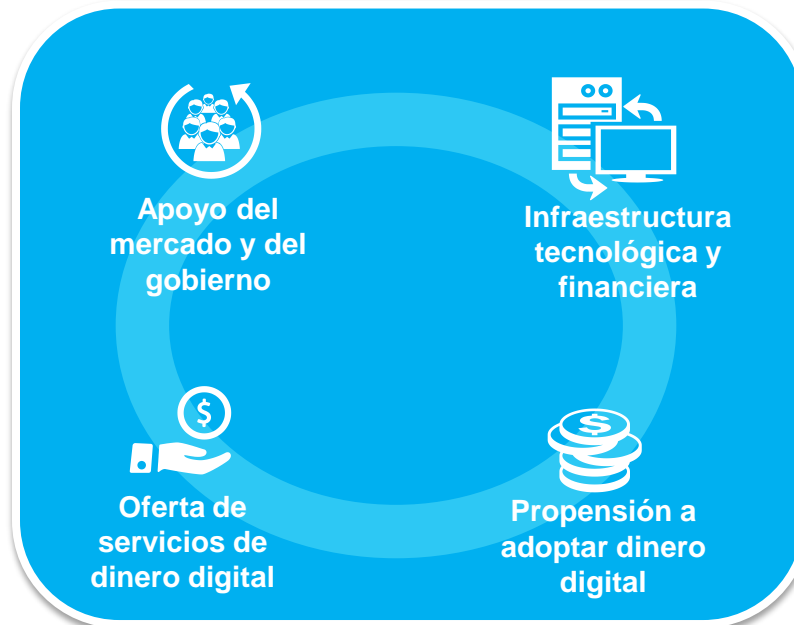 Apoyo del
mercado y del
gobierno
Infraestructura
tecnológica y
financiera
$
Oferta de
servicios de
dinero digital
$
Propensión a
adoptar dinero
digital